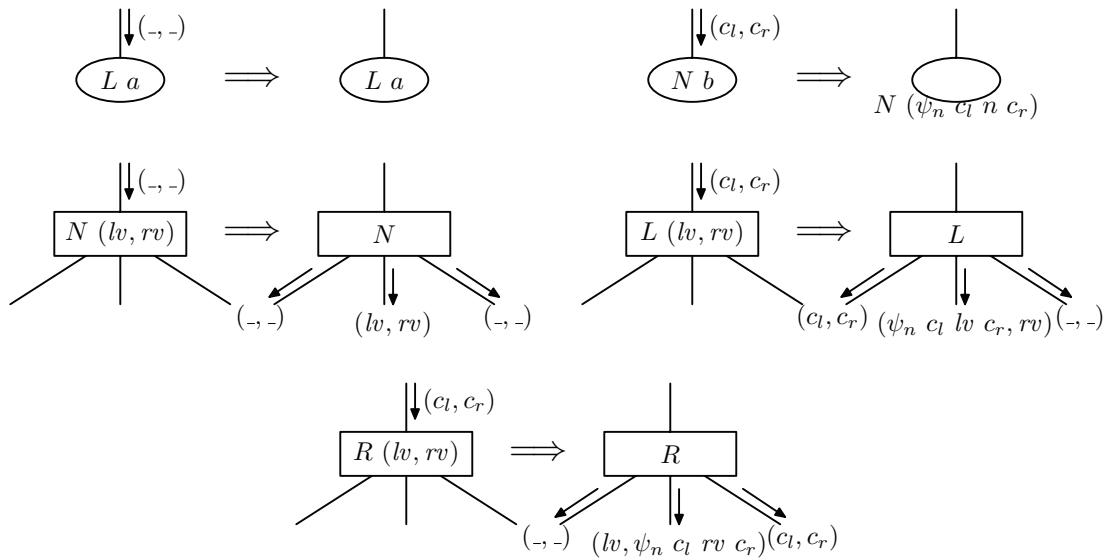 (_, _)
(c_l, c_r)
L a
⟹
L a
N b
⟹
N (ψ_n c_l n c_r)
(_, _)
(c_l, c_r)
N (lv, rv)
⟹
N
L (lv, rv)
⟹
L
(_, _)
(lv, rv)
(_, _)
(c_l, c_r)
(ψ_n c_l lv c_r, rv)
(_, _)
(c_l, c_r)
R (lv, rv)
⟹
R
(_, _)
(lv, ψ_n c_l rv c_r)
(c_l, c_r)